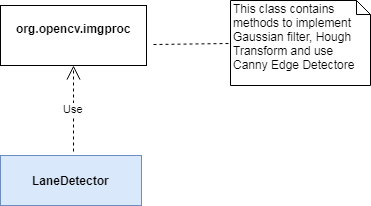 org.opencv.imgproc
This class contains
methods to implement
Gaussian filter, Hough
Transform and use
Canny Edge Detectore
Use
LaneDetector